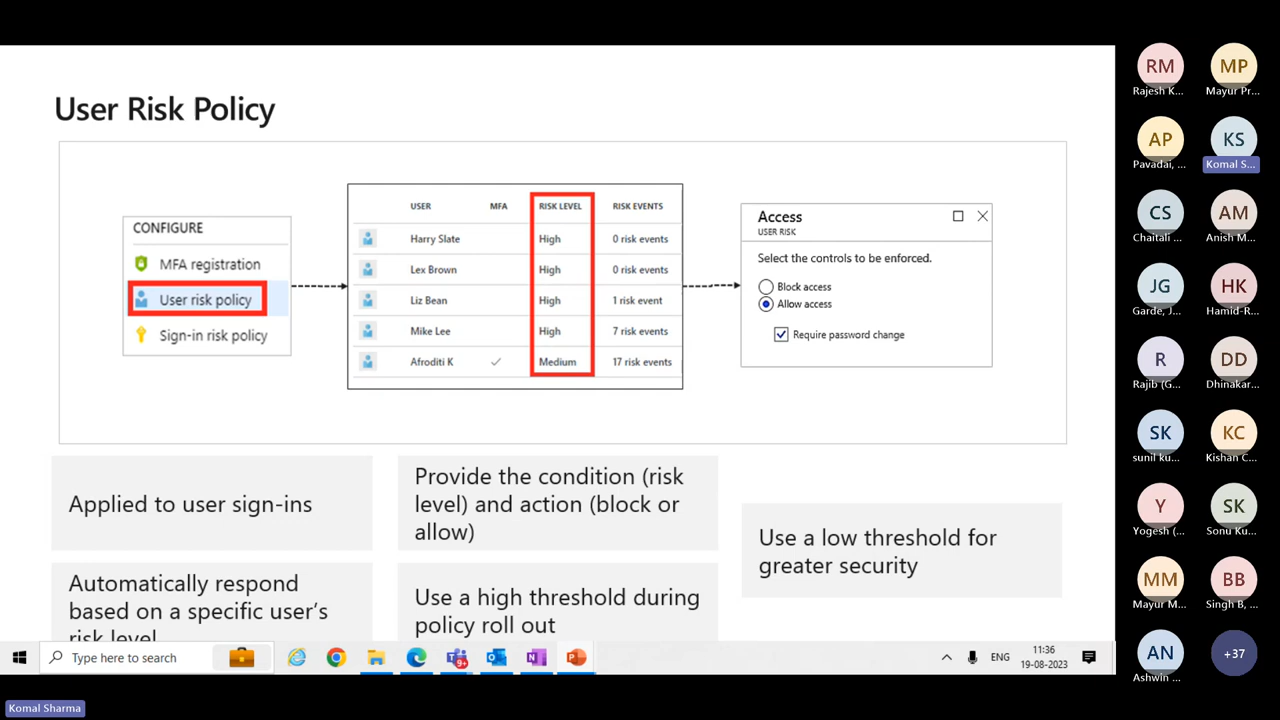 User Risk Policy
CONFIGURE
MFA registration
User risk policy
Sign-in risk policy
USER MFA RISK LEVEL RISK EVENTS
Harry Slate High 0 risk events
Lex Brown High 0 risk events
Liz Bean High 1 risk event
Mike Lee High 7 risk events
Afroditi K Medium 17 risk events
Access
USER RISK
Select the controls to be enforced.
Block access
Allow access
Require password change
Applied to user sign-ins
Provide the condition (risk
level) and action (block or
allow)
Use a low threshold for
greater security
Automatically respond
based on a specific user's
risk level
Use a high threshold during
policy roll out
Type here to search
9+
ENG
11:36
19-08-2023
RM
Rajesh K...
MP
Mayur Pr...
AP
Pavadai, ...
KS
Komal S...
CS
Chaitali ...
AM
Anish M...
JG
Garde, J...
HK
Hamid-R...
R
Rajib (G...
DD
Dhinakar...
SK
sunil ku...
KC
Kishan C...
Y
Yogesh (...
SK
Sonu Ku...
MM
Mayur M...
BB
Singh B, ...
AN
Ashwin ...
+37
Komal Sharma